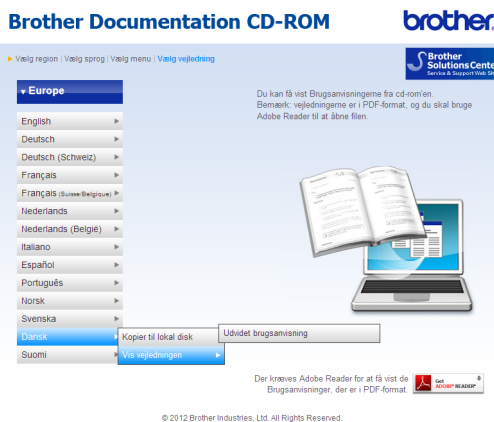 Brother Documentation CD-ROM
brother
Vælg region | Vælg sprog | Vælg menu | Vælg vejledning
Brother
Solutions Cente
Service & Support Web Sit
Europe
Du kan få vist Brugsanvisningerne fra cd-rom'en.
Bemærk: vejledningerne er i PDF-format, og du skal bruge
Adobe Reader til at åbne filen.
English
Deutsch
Deutsch (Schweiz)
Français
Français (Suisse/Belgique)
Nederlands
Nederlands (België)
Italiano
Español
Português
Norsk
Svenska
Dansk
Kopier til lokal disk
Udvidet brugsanvisning
Suomi
Vis vejledningen
Der kræves Adobe Reader for at få vist de
Brugsanvisninger, der er i PDF-format.
Get
ADOBE® READER®
© 2012 Brother Industries, Ltd. All Rights Reserved.